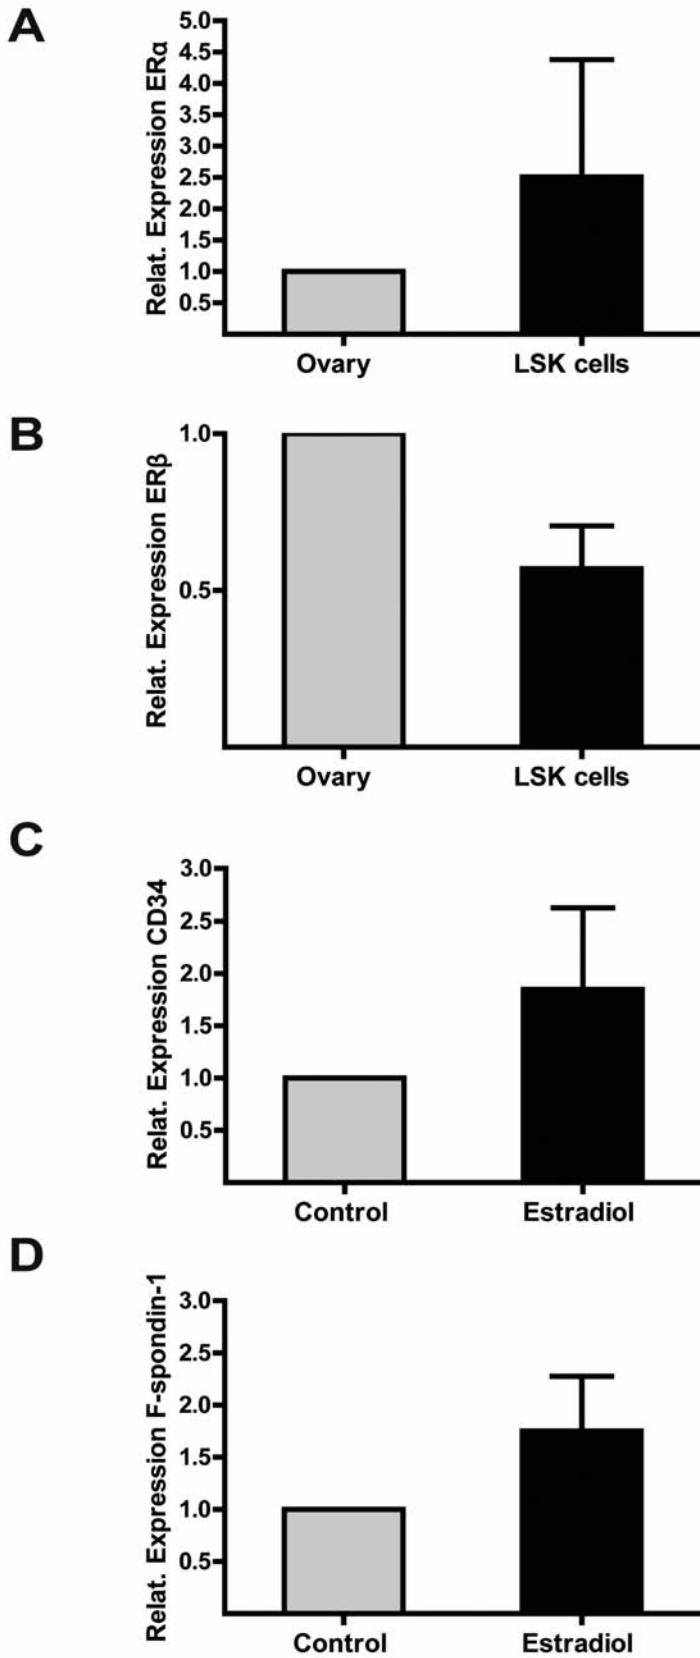 A
Relat. Expression ERα
5.0
4.5
4.0
3.5
3.0
2.5
2.0
1.5
1.0
0.5
Ovary LSK cells
B
Relat. Expression ERβ
1.0
0.5
Ovary LSK cells
C
Relat. Expression CD34
3.0
2.5
2.0
1.5
1.0
0.5
Control Estradiol
D
Relat. Expression F-spondin-1
3.0
2.5
2.0
1.5
1.0
0.5
Control Estradiol